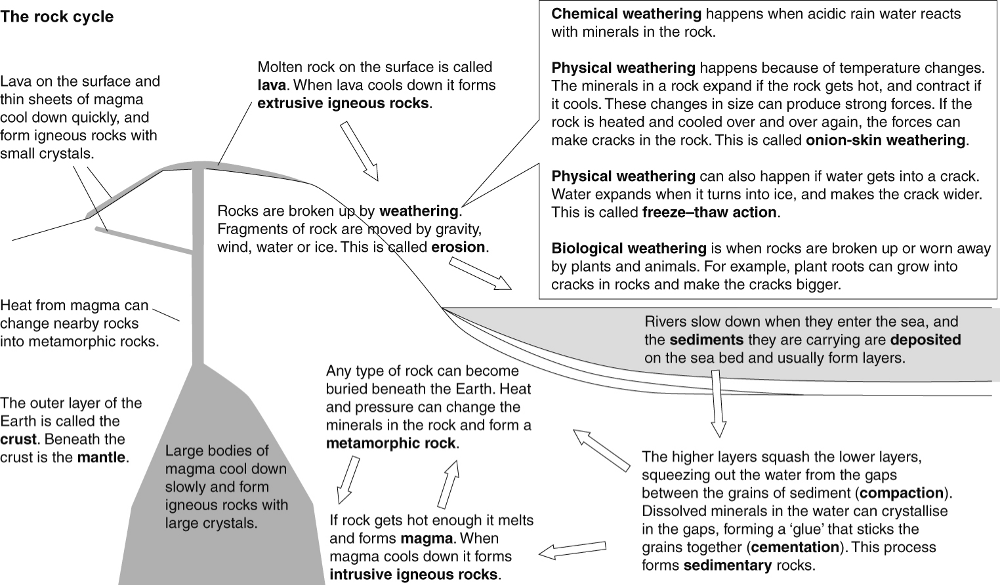 The rock cycle
Lava on the surface and
thin sheets of magma
cool down quickly, and
form igneous rocks with
small crystals.
Molten rock on the surface is called
lava. When lava cools down it forms
extrusive igneous rocks.
Chemical weathering happens when acidic rain water reacts
with minerals in the rock.
Physical weathering happens because of temperature changes.
The minerals in a rock expand if the rock gets hot, and contract if
it cools. These changes in size can produce strong forces. If the
rock is heated and cooled over and over again, the forces can
make cracks in the rock. This is called onion-skin weathering.
Physical weathering can also happen if water gets into a crack.
Water expands when it turns into ice, and makes the crack wider.
This is called freeze–thaw action.
Biological weathering is when rocks are broken up or worn away
by plants and animals. For example, plant roots can grow into
cracks in rocks and make the cracks bigger.
Rocks are broken up by weathering.
Fragments of rock are moved by gravity,
wind, water or ice. This is called erosion.
Heat from magma can
change nearby rocks
into metamorphic rocks.
Rivers slow down when they enter the sea, and
the sediments they are carrying are deposited
on the sea bed and usually form layers.
The outer layer of the
Earth is called the
crust. Beneath the
crust is the mantle.
Any type of rock can become
buried beneath the Earth. Heat
and pressure can change the
minerals in the rock and form a
metamorphic rock.
Large bodies of
magma cool down
slowly and form
igneous rocks with
large crystals.
If rock gets hot enough it melts
and forms magma. When
magma cools down it forms
intrusive igneous rocks.
The higher layers squash the lower layers,
squeezing out the water from the gaps
between the grains of sediment (compaction).
Dissolved minerals in the water can crystallise
in the gaps, forming a ‘glue’ that sticks the
grains together (cementation). This process
forms sedimentary rocks.